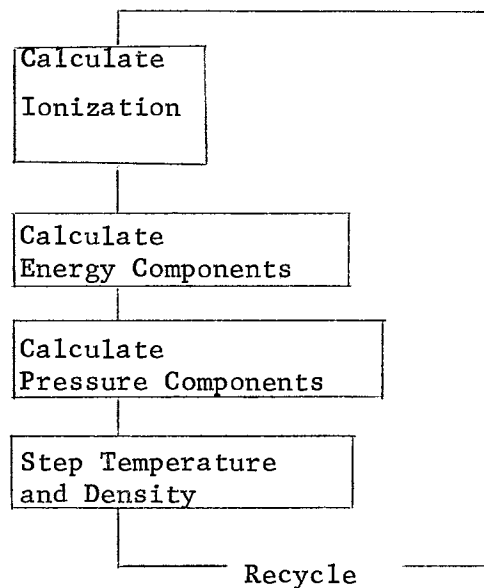 Calculate
Ionization
Calculate
Energy Components
Calculate
Pressure Components
Step Temperature
and Density
Recycle